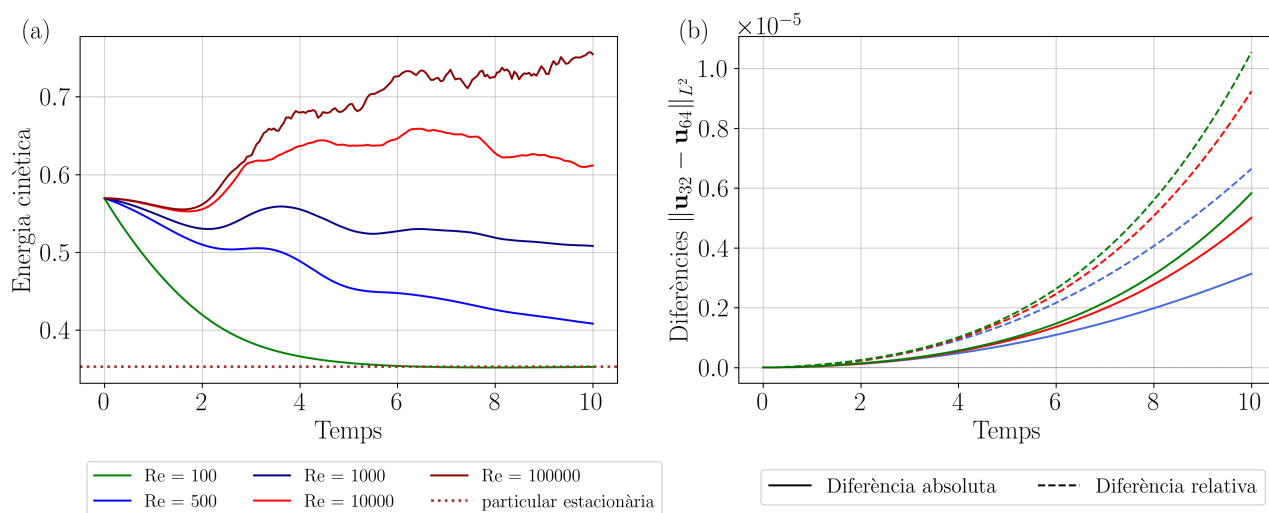 (a)
Energia cinètica
0.7
0.6
0.5
0.4
0 2 4 6 8 10
Temps
Re = 100 Re = 1000 Re = 100000
Re = 500 Re = 10000 particular estacionària
(b)
×10⁻⁵
Diferències ‖𝐮₃₂ − 𝐮₆₄‖_{L²}
1.0
0.8
0.6
0.4
0.2
0.0
0 2 4 6 8 10
Temps
Diferència absoluta Diferència relativa